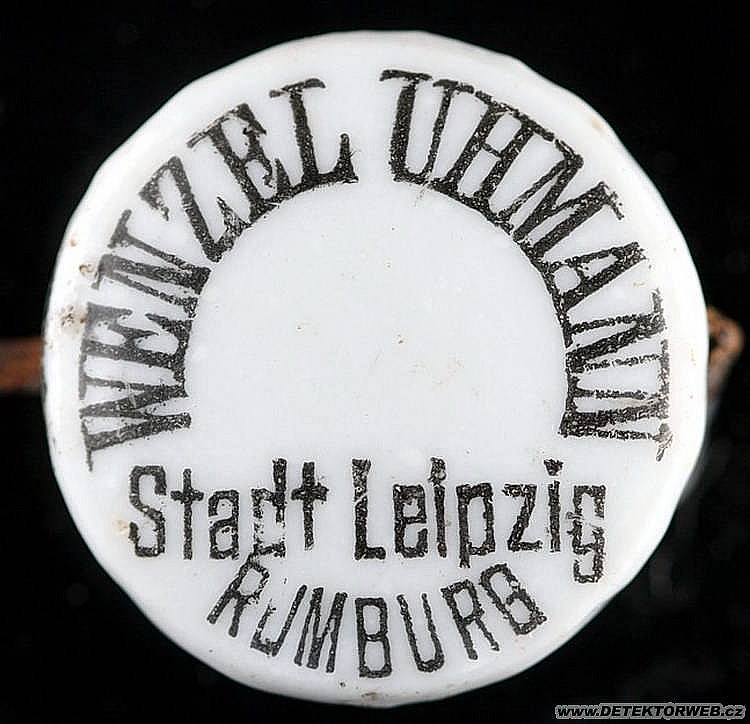 WENZEL UHMANN
Stadt Leipzig
RUMBURG
www.DETEKTORWEB.cz